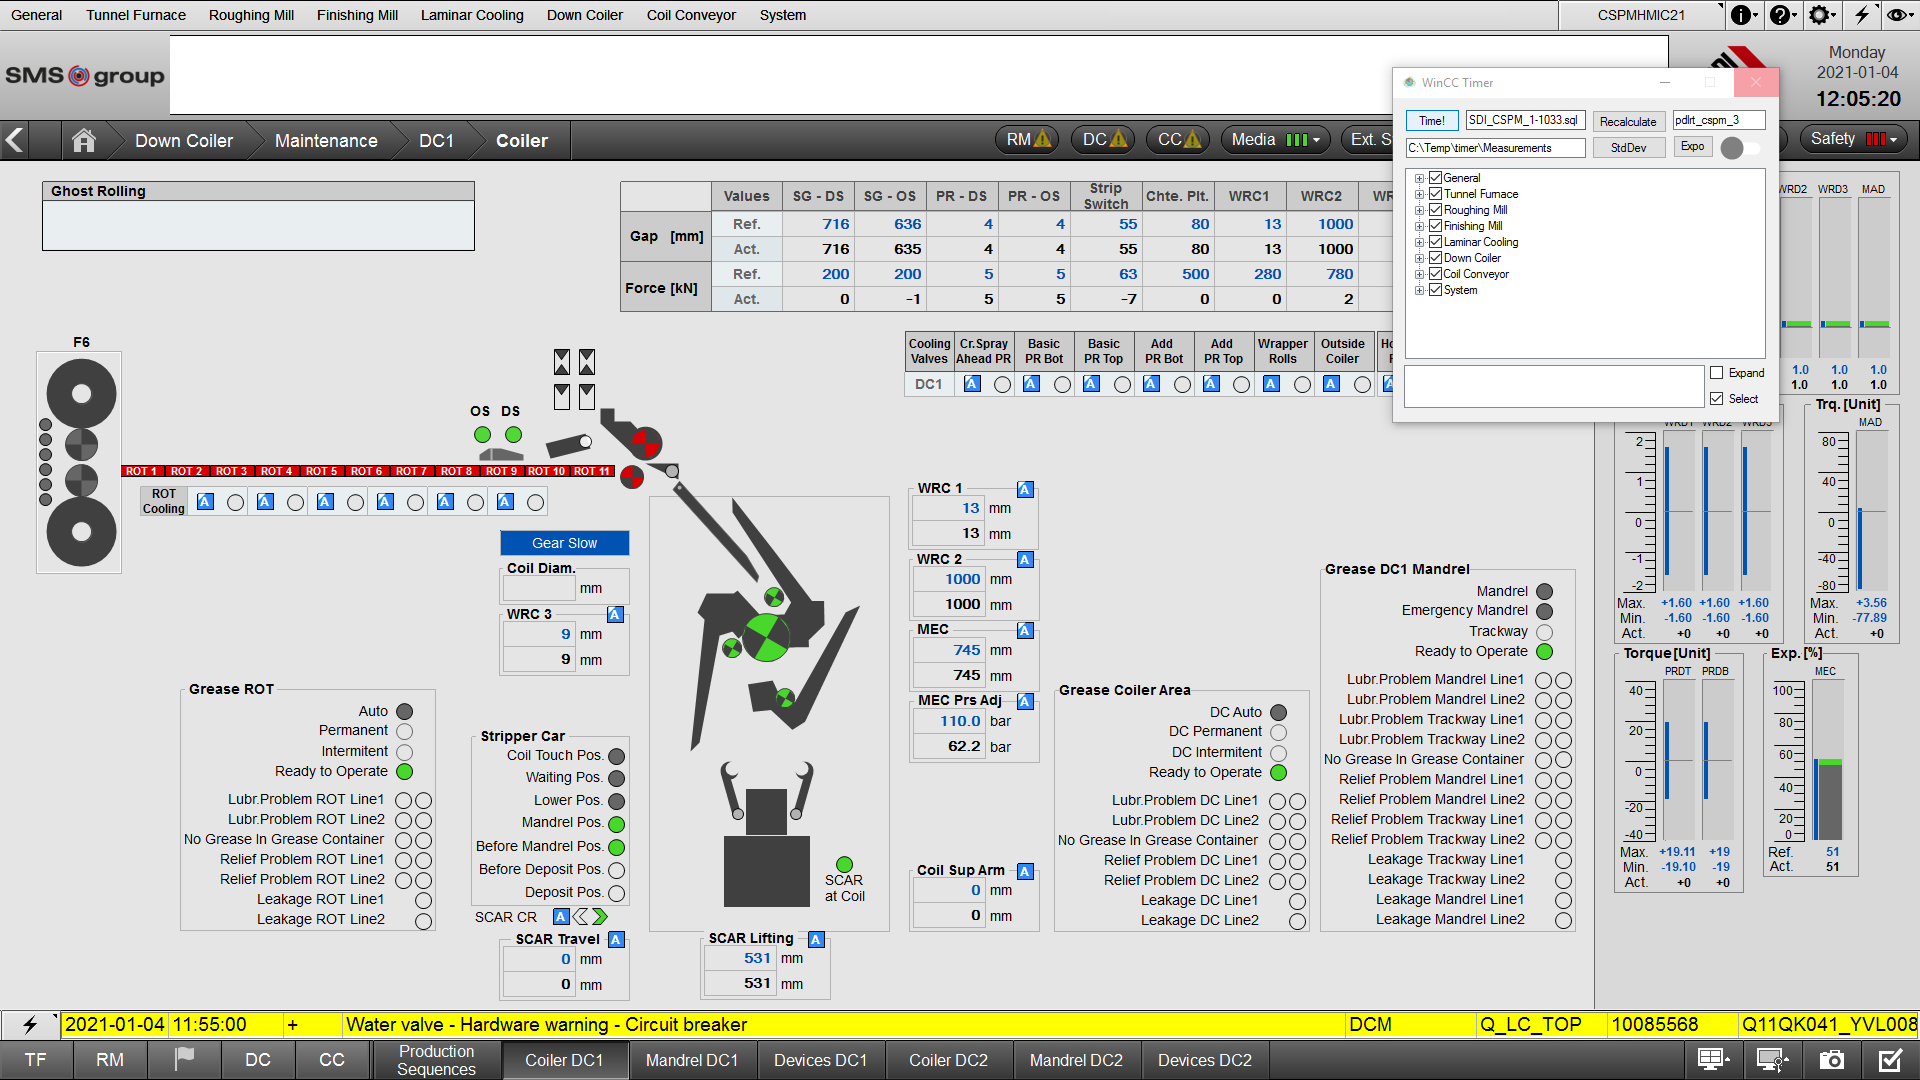 General Tunnel Furnace Roughing Mill Finishing Mill Laminar Cooling Down Coiler Coil Conveyor System CSPMHMIC21
SMS group
Monday
2021-01-04
12:05:20
Down Coiler Maintenance DC1 Coiler RM DC CC Media Ext. S Safety
WinCC Timer
Time! SDI_CSPM_1-1033.sql Recalculate pdlrt_cspm_3
C:\Temp\timer\Measurements StdDev Expo
General
Tunnel Furnace
Roughing Mill
Finishing Mill
Laminar Cooling
Down Coiler
Coil Conveyor
System
Expand
Select
Ghost Rolling
Values SG - DS SG - OS PR - DS PR - OS Strip Switch Chte. Plt. WRC1 WRC2 WR
Gap [mm]
Ref. 716 636 4 4 55 80 13 1000
Act. 716 635 4 4 55 80 13 1000
Force [kN]
Ref. 200 200 5 5 63 500 280 780
Act. 0 -1 5 5 -7 0 0 2
Cooling Valves Cr.Spray Ahead PR Basic PR Bot Basic PR Top Add PR Bot Add PR Top Wrapper Rolls Outside Coiler Ho
DC1 A A A A A A A A
F6
OS DS
ROT 1 ROT 2 ROT 3 ROT 4 ROT 5 ROT 6 ROT 7 ROT 8 ROT 9 ROT 10 ROT 11
ROT Cooling A A A A A A
Gear Slow
Coil Diam.
mm
WRC 3 A
9 mm
9 mm
WRC 1 A
13 mm
13 mm
WRC 2 A
1000 mm
1000 mm
MEC A
745 mm
745 mm
MEC Prs Adj A
110.0 bar
62.2 bar
Coil Sup Arm A
0 mm
0 mm
Grease ROT
Auto
Permanent
Intermitent
Ready to Operate
Lubr.Problem ROT Line1
Lubr.Problem ROT Line2
No Grease In Grease Container
Relief Problem ROT Line1
Relief Problem ROT Line2
Leakage ROT Line1
Leakage ROT Line2
Stripper Car
Coil Touch Pos.
Waiting Pos.
Lower Pos.
Mandrel Pos.
Before Mandrel Pos.
Before Deposit Pos.
Deposit Pos.
SCAR CR A
SCAR Travel A
0 mm
0 mm
SCAR at Coil
SCAR Lifting A
531 mm
531 mm
Grease Coiler Area
DC Auto
DC Permanent
DC Intermitent
Ready to Operate
Lubr.Problem DC Line1
Lubr.Problem DC Line2
No Grease In Grease Container
Relief Problem DC Line1
Relief Problem DC Line2
Leakage DC Line1
Leakage DC Line2
Grease DC1 Mandrel
Mandrel
Emergency Mandrel
Trackway
Ready to Operate
Lubr.Problem Mandrel Line1
Lubr.Problem Mandrel Line2
Lubr.Problem Trackway Line1
Lubr.Problem Trackway Line2
No Grease In Grease Container
Relief Problem Mandrel Line1
Relief Problem Mandrel Line2
Relief Problem Trackway Line1
Relief Problem Trackway Line2
Leakage Trackway Line1
Leakage Trackway Line2
Leakage Mandrel Line1
Leakage Mandrel Line2
WRD2 WRD3 MAD
1.0 1.0 1.0
1.0 1.0 1.0
WRD1 WRD2 WRD3
2
1
0
-1
-2
Max. +1.60 +1.60 +1.60
Min. -1.60 -1.60 -1.60
Act. +0 +0 +0
Trq. [Unit]
MAD
80
40
0
-40
-80
Max. +3.56
Min. -77.89
Act. +0
Torque [Unit]
PRDT PRDB
40
20
0
-20
-40
Max. +19.11 +19
Min. -19.10 -19
Act. +0 +0
Exp. [%]
MEC
100
80
60
40
20
0
Ref. 51
Act. 51
2021-01-04 11:55:00 + Water valve - Hardware warning - Circuit breaker DCM Q_LC_TOP 10085568 Q11QK041_YVL008
TF RM DC CC Production Sequences Coiler DC1 Mandrel DC1 Devices DC1 Coiler DC2 Mandrel DC2 Devices DC2